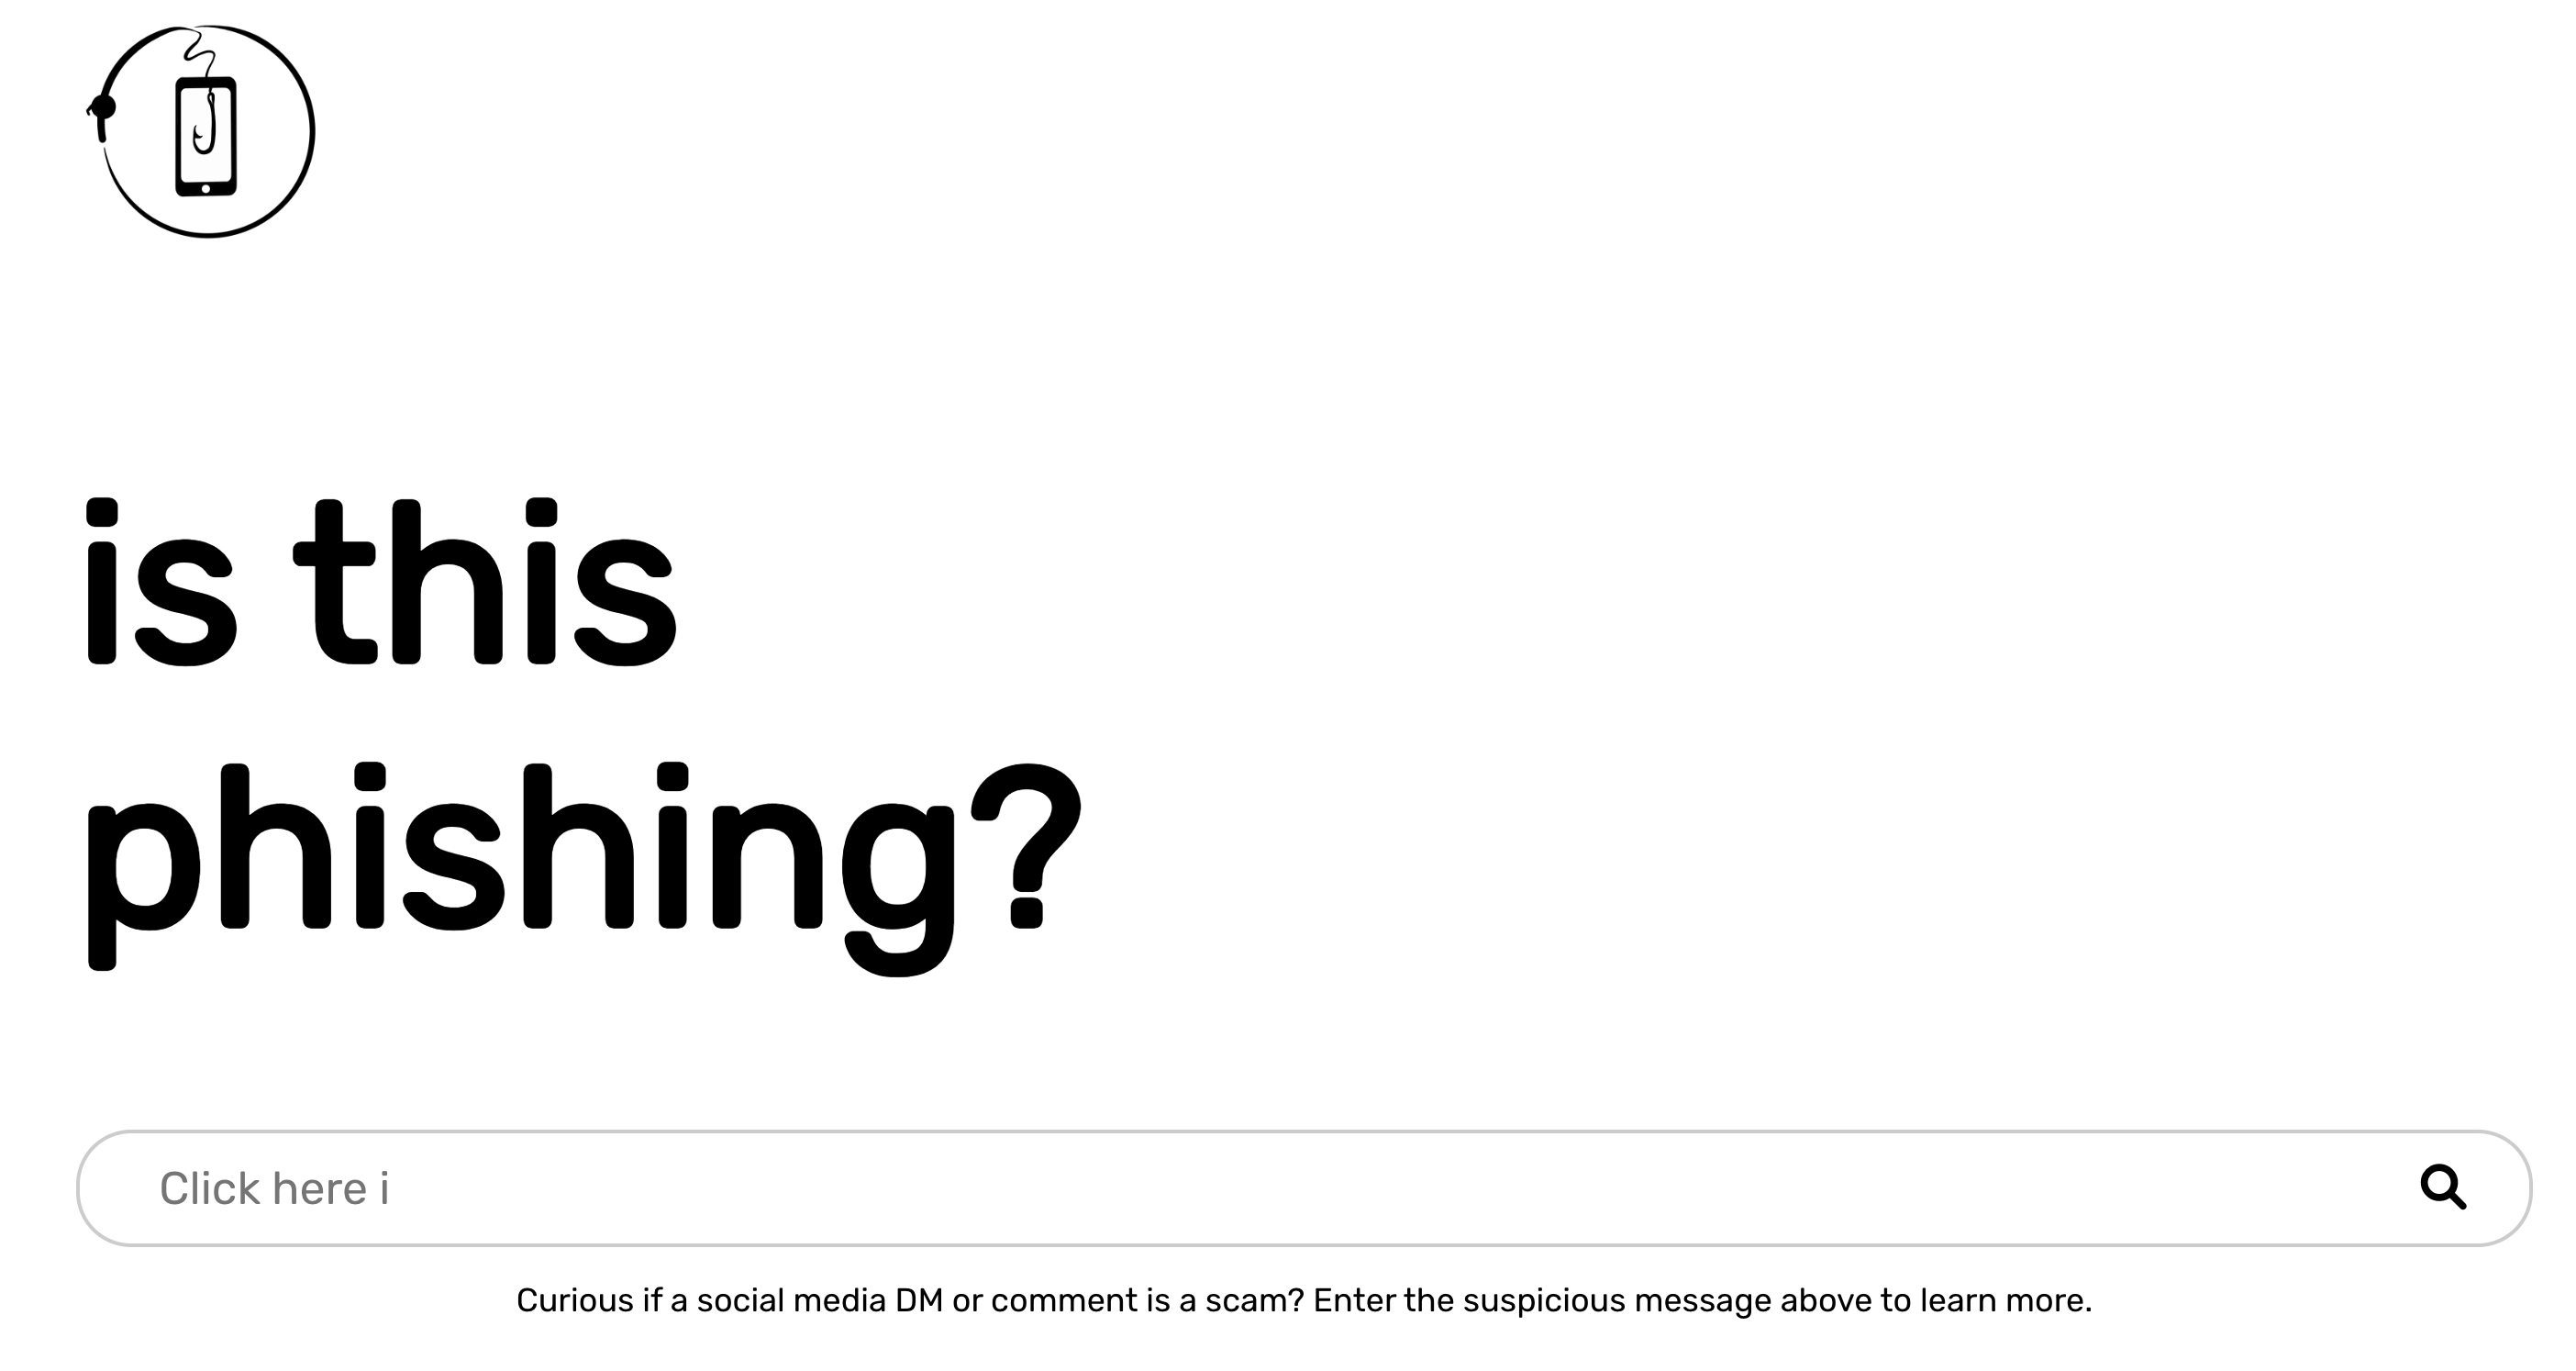 is this
phishing?
Click here i
Curious if a social media DM or comment is a scam? Enter the suspicious message above to learn more.